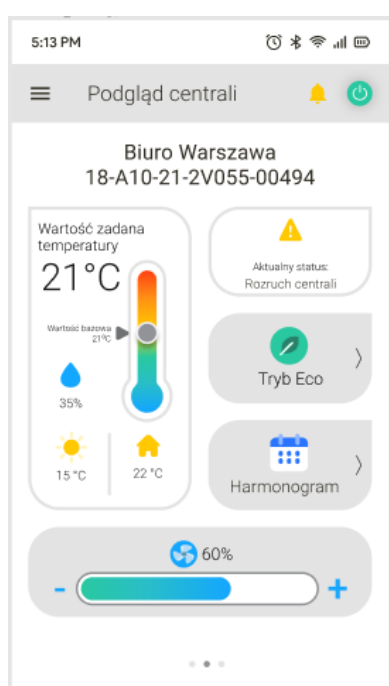 5:13 PM
Podgląd centrali
Biuro Warszawa
18-A10-21-2V055-00494
Wartość zadana
temperatury
21°C
Wartość bazowa
21°C
35%
15 °C
22 °C
Aktualny status:
Rozruch centrali
Tryb Eco
Harmonogram
60%
- +